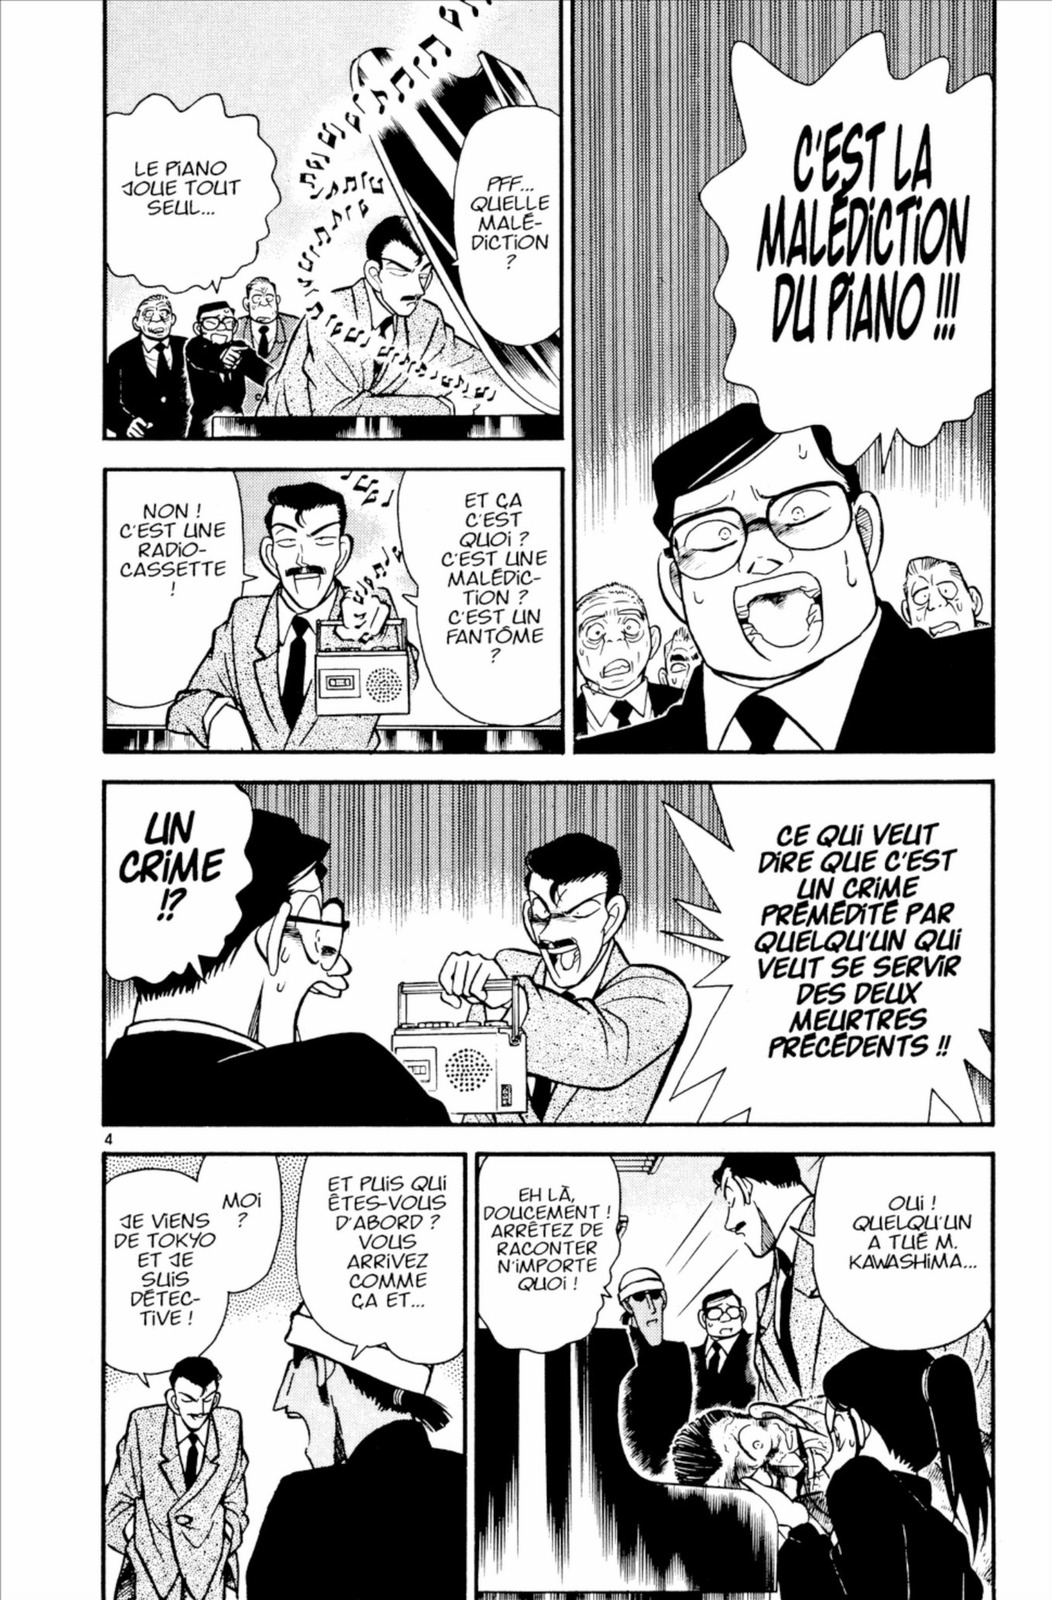 C'EST LA
MALÉDICTION
DU PIANO !!!
PFF...
QUELLE
MALÉ-
DICTION
?
LE PIANO
JOUE TOUT
SEUL...
ET ÇA
C'EST
QUOI ?
C'EST UNE
MALÉDIC-
TION ?
C'EST UN
FANTÔME
?
NON !
C'EST UNE
RADIO-
CASSETTE
!
CE QUI VEUT
DIRE QUE C'EST
UN CRIME
PRÉMÉDITÉ PAR
QUELQU'UN QUI
VEUT SE SERVIR
DES DEUX
MEURTRES
PRÉCÉDENTS !!
UN
CRIME
!?
4
OUI !
QUELQU'UN
A TUÉ M.
KAWASHIMA...
EH LÀ,
DOUCEMENT !
ARRÊTEZ DE
RACONTER
N'IMPORTE
QUOI !
ET PUIS QUI
ÊTES-VOUS
D'ABORD ?
VOUS
ARRIVEZ
COMME
ÇA ET...
MOI
?
JE VIENS
DE TOKYO
ET JE
SUIS
DÉTEC-
TIVE !